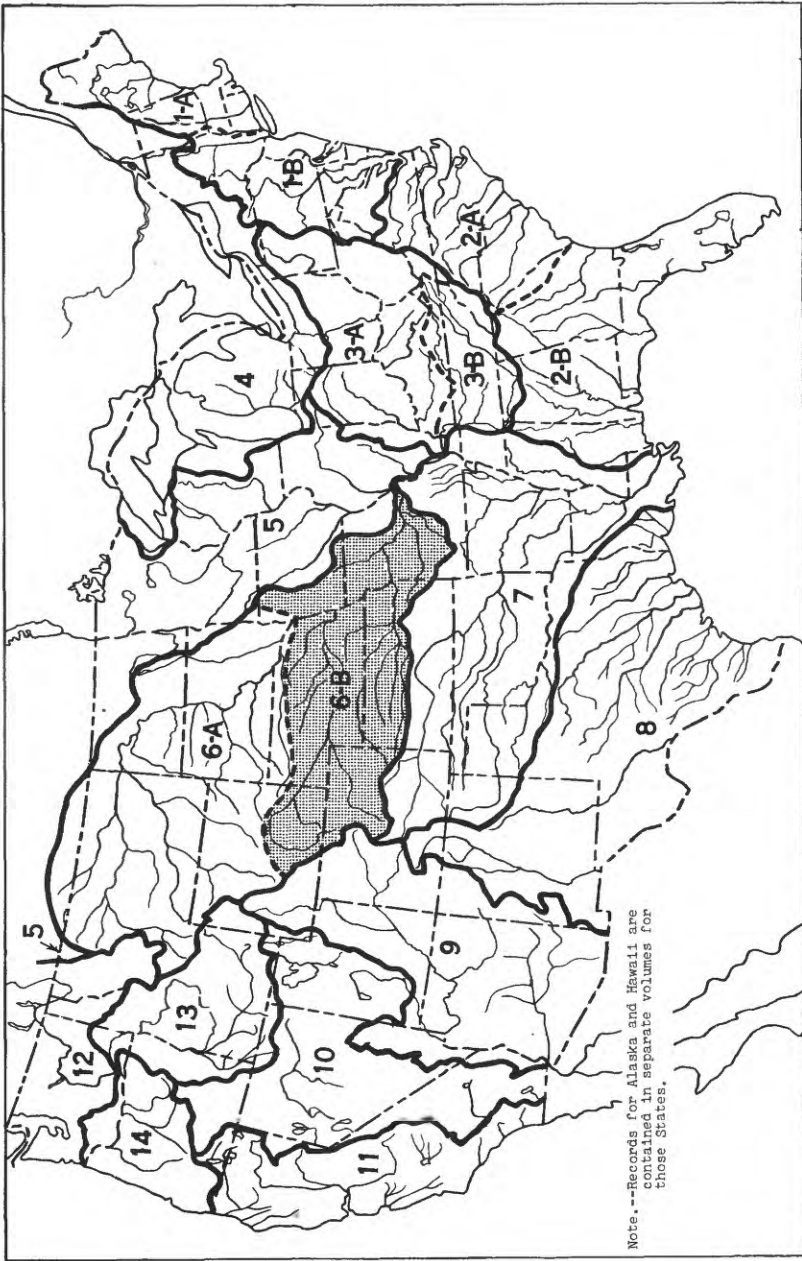 1-A
1-B
2-A
2-B
3-A
3-B
4
5
5
6-A
6-B
7
8
9
10
11
12
13
14
Note.--Records for Alaska and Hawaii are
contained in separate volumes for
those States.